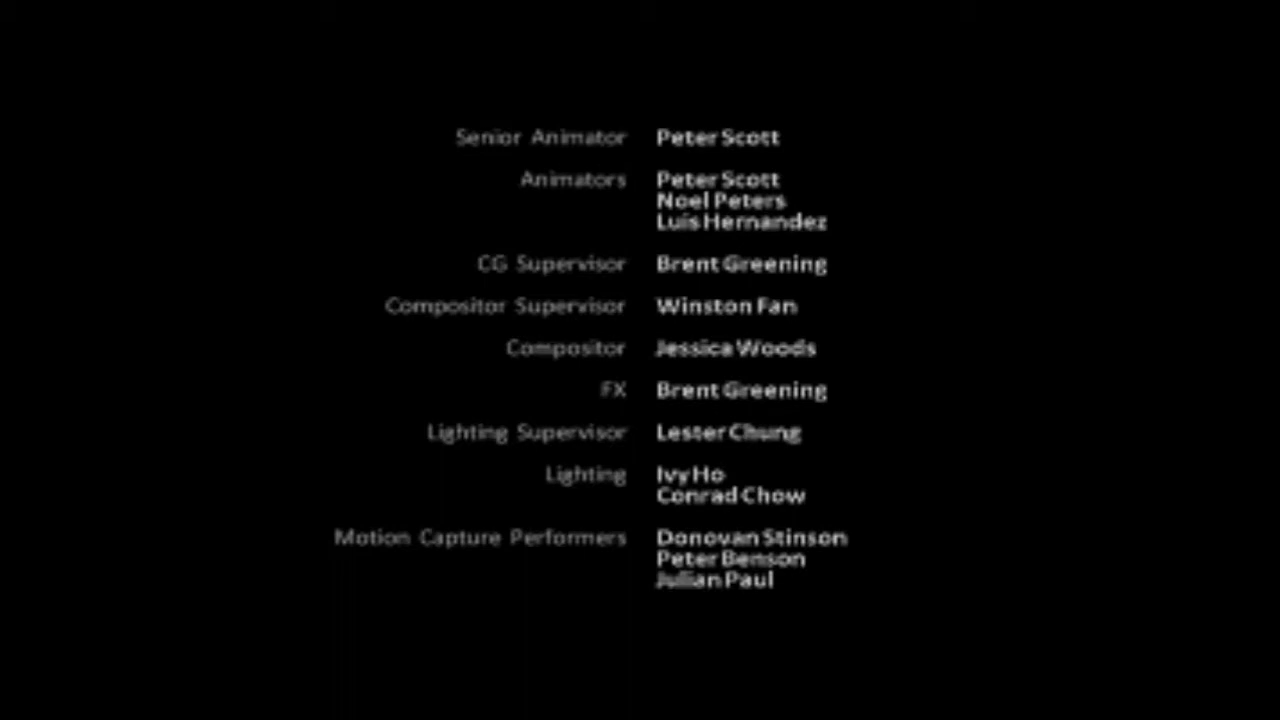 Senior Animator Peter Scott
Animators Peter Scott
Noel Peters
Luis Hernandez
CG Supervisor Brent Greening
Compositor Supervisor Winston Fan
Compositor Jessica Woods
FX Brent Greening
Lighting Supervisor Lester Chung
Lighting Ivy Ho
Conrad Chow
Motion Capture Performers Donovan Stinson
Peter Benson
Julian Paul